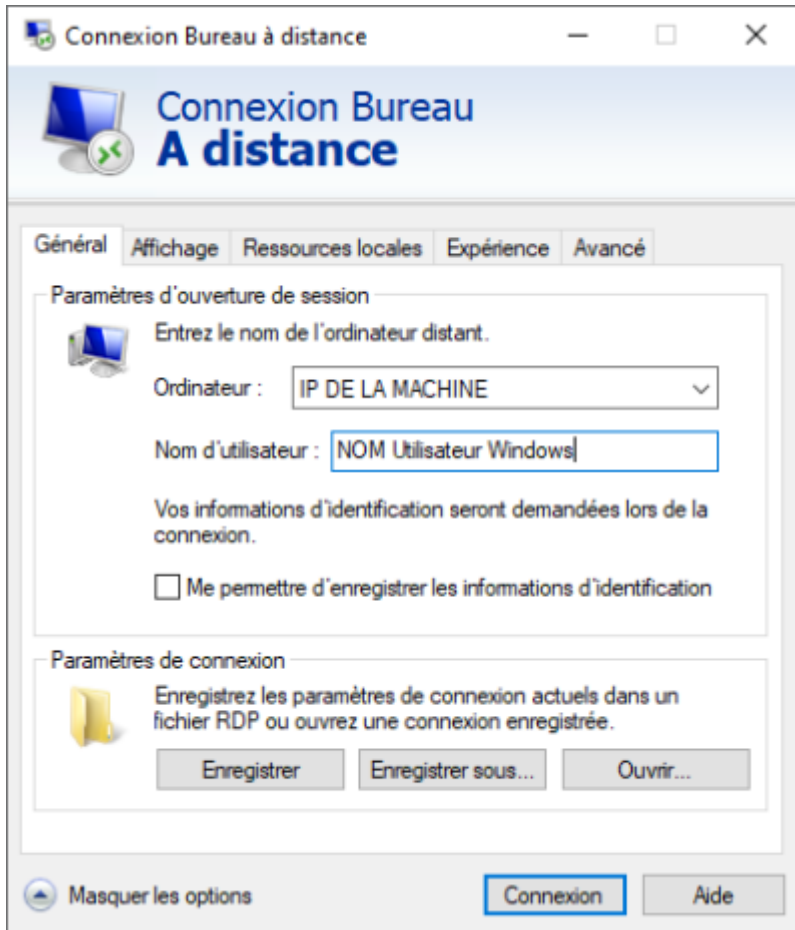 Connexion Bureau à distance
Connexion Bureau
A distance
Général Affichage Ressources locales Expérience Avancé
Paramètres d'ouverture de session
Entrez le nom de l'ordinateur distant.
Ordinateur : IP DE LA MACHINE
Nom d'utilisateur : NOM Utilisateur Windows
Vos informations d'identification seront demandées lors de la
connexion.
Me permettre d'enregistrer les informations d'identification
Paramètres de connexion
Enregistrez les paramètres de connexion actuels dans un
fichier RDP ou ouvrez une connexion enregistrée.
Enregistrer Enregistrer sous... Ouvrir...
Masquer les options Connexion Aide